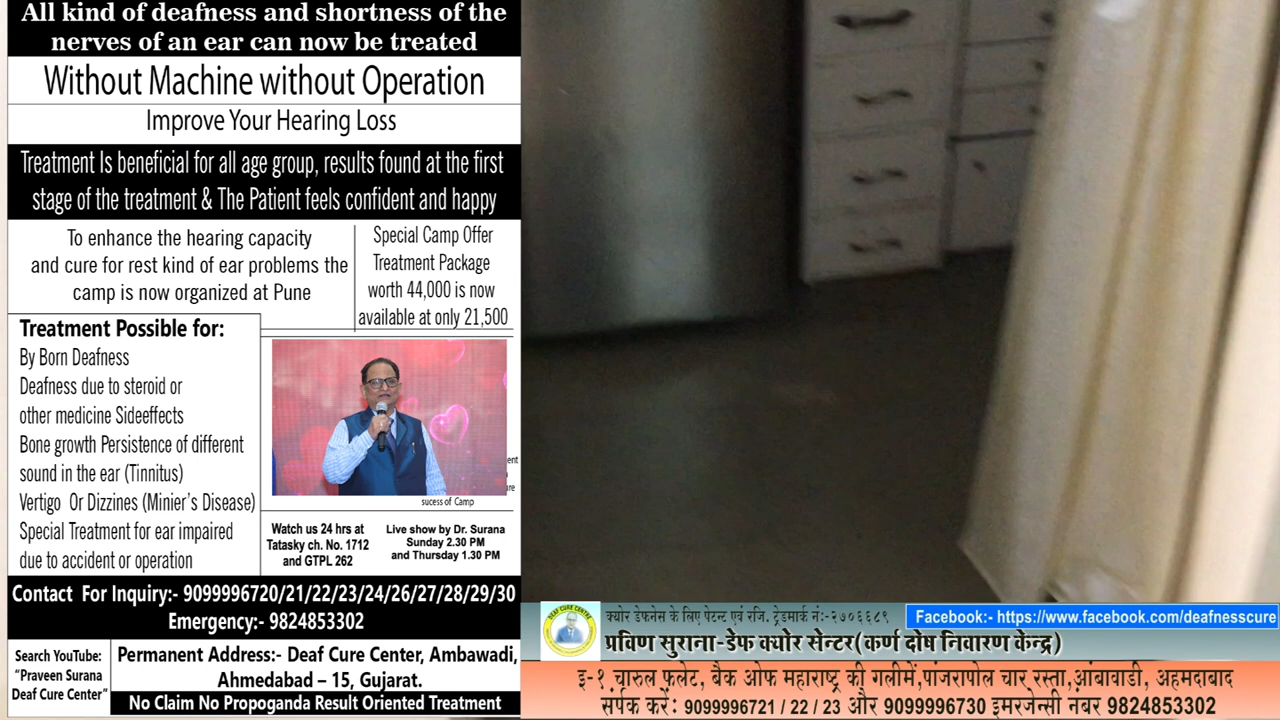 All kind of deafness and shortness of the
nerves of an ear can now be treated
Without Machine without Operation
Improve Your Hearing Loss
Treatment Is beneficial for all age group, results found at the first
stage of the treatment & The Patient feels confident and happy
To enhance the hearing capacity
and cure for rest kind of ear problems the
camp is now organized at Pune
Special Camp Offer
Treatment Package
worth 44,000 is now
available at only 21,500
Treatment Possible for:
By Born Deafness
Deafness due to steroid or
other medicine Sideeffects
Bone growth Persistence of different
sound in the ear (Tinnitus)
Vertigo Or Dizzines (Minier's Disease)
Special Treatment for ear impaired
due to accident or operation
sucess of Camp
Watch us 24 hrs at
Tatasky ch. No. 1712
and GTPL 262
Live show by Dr. Surana
Sunday 2.30 PM
and Thursday 1.30 PM
Contact For Inquiry:- 9099996720/21/22/23/24/26/27/28/29/30
Emergency:- 9824853302
Search YouTube:
"Praveen Surana
Deaf Cure Center"
Permanent Address:- Deaf Cure Center, Ambawadi,
Ahmedabad – 15, Gujarat.
No Claim No Propoganda Result Oriented Treatment
DEAF CURE CENTRE
क्योर डेफनेस के लिए पेटन्ट एवं रजि. ट्रेडमार्क नं:-२७०६६८९
Facebook:- https://www.facebook.com/deafnesscure
प्रविण सुराना-डेफ क्योर सेन्टर(कर्ण दोष निवारण केन्द्र)
इ-१ चारुल फ्लेट, बैंक ओफ महाराष्ट्र की गलीमें,पांजरापोल चार रस्ता,आंबावाडी, अहमदाबाद
संर्पक करें: 9099996721 / 22 / 23 और 9099996730 इमरजेन्सी नंबर 9824853302